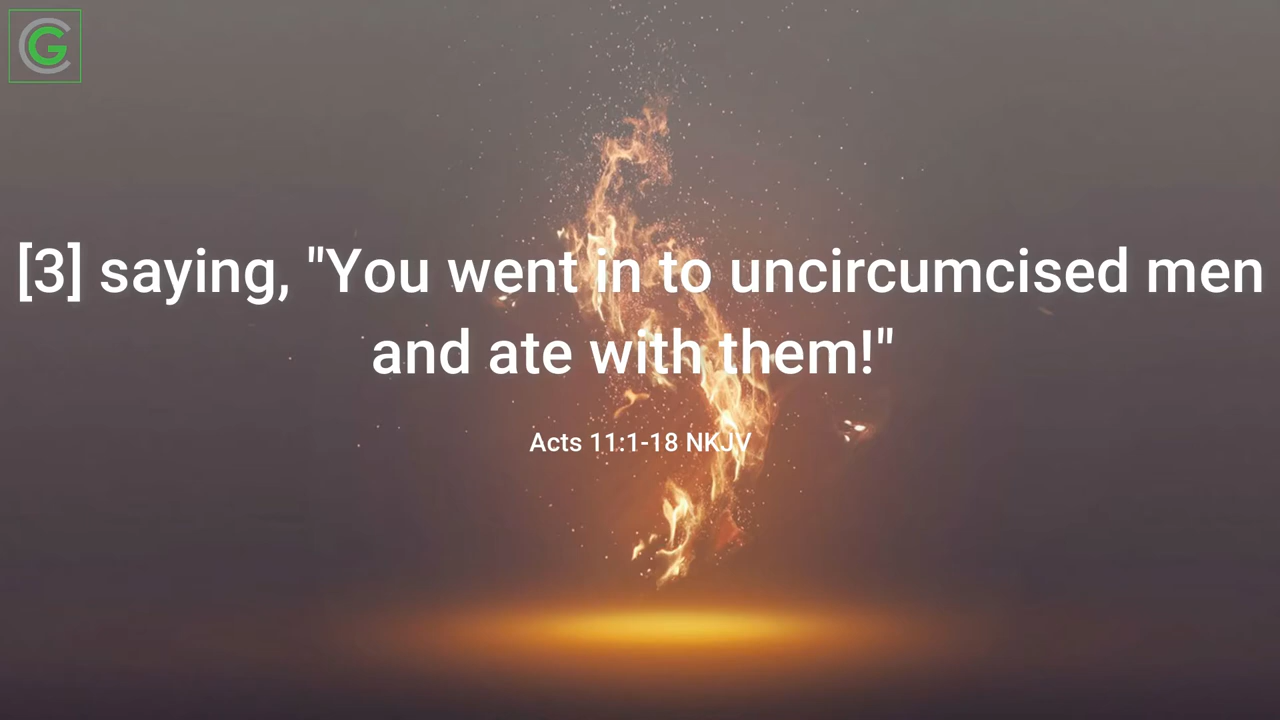 [3] saying, "You went in to uncircumcised men
and ate with them!"
Acts 11:1-18 NKJV